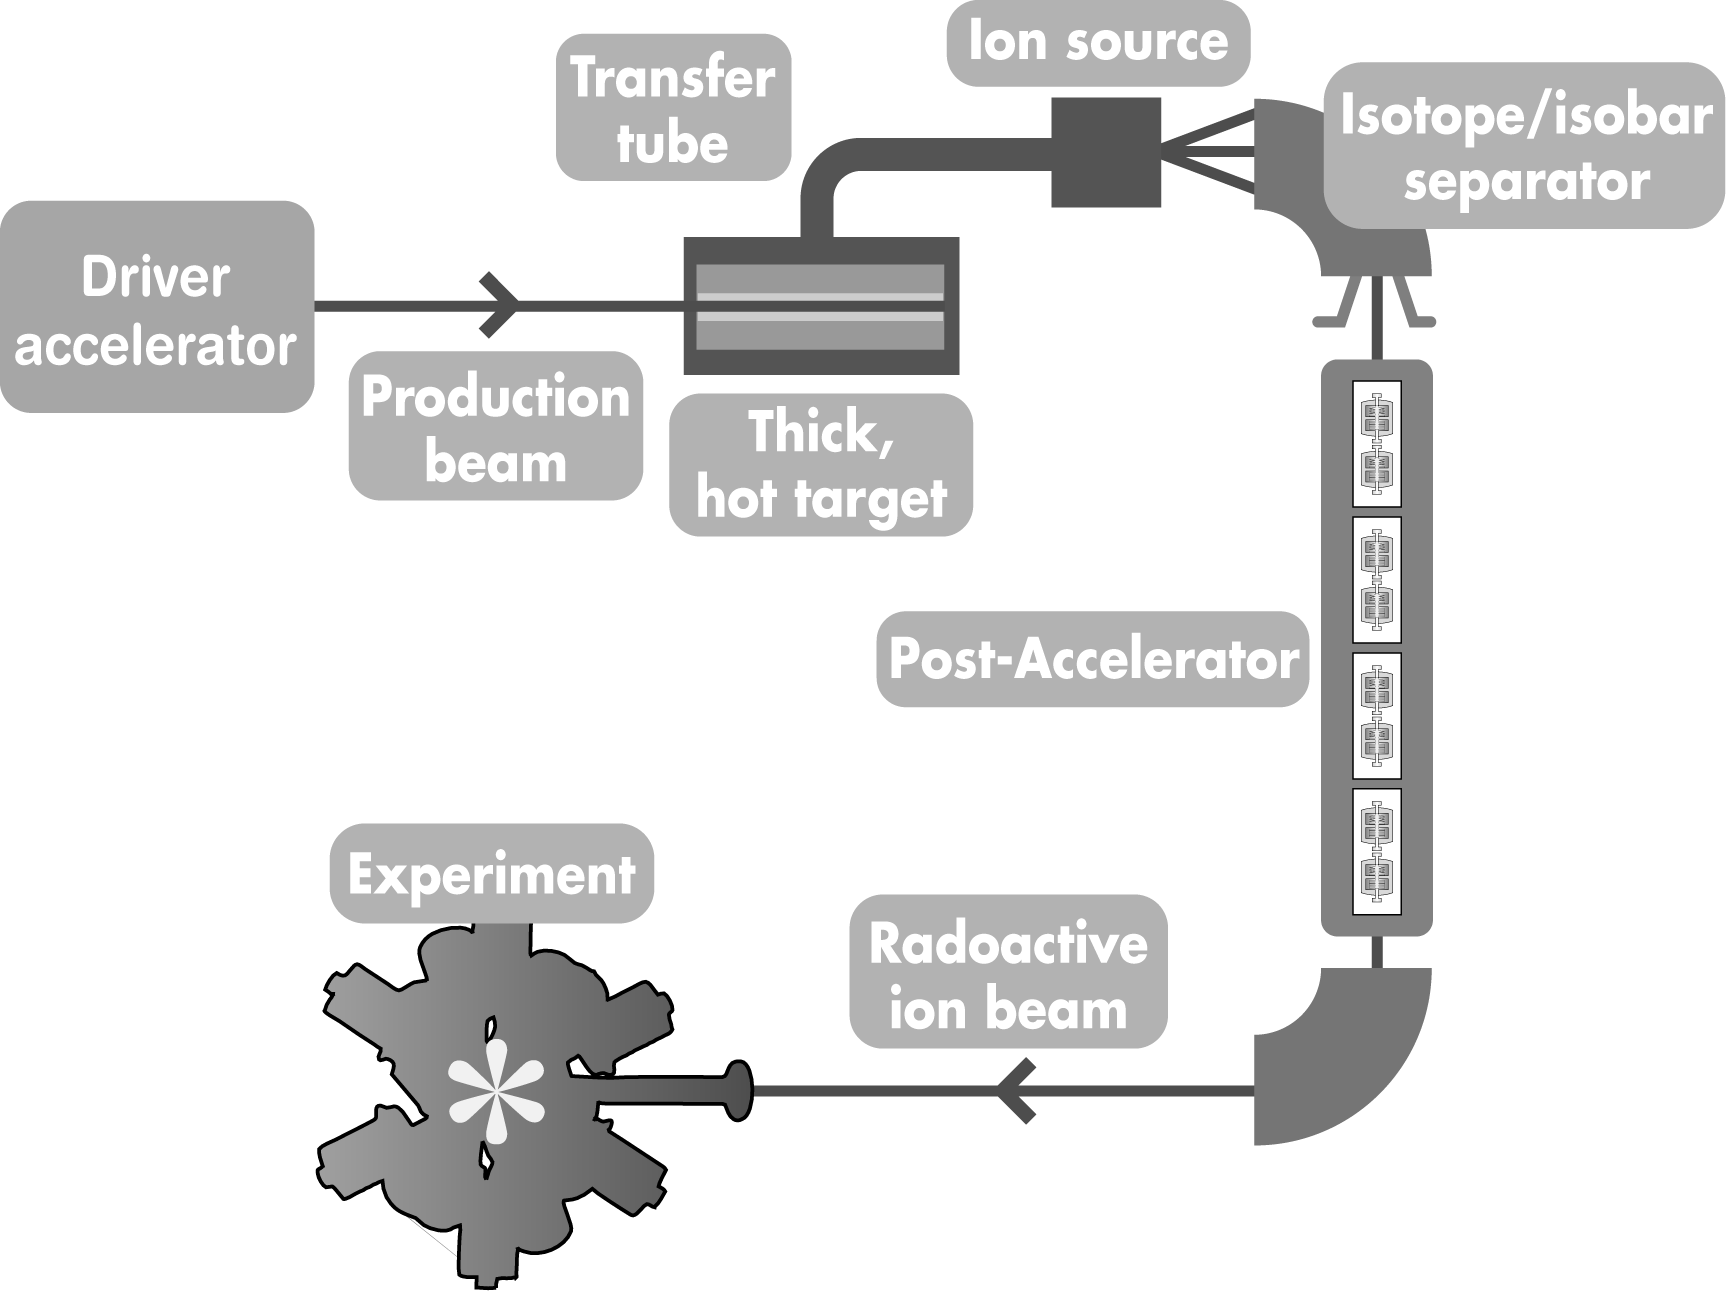 Ion source
Transfer
tube
Isotope/isobar
separator
Driver
accelerator
Production
beam
Thick,
hot target
Post-Accelerator
Experiment
Radoactive
ion beam